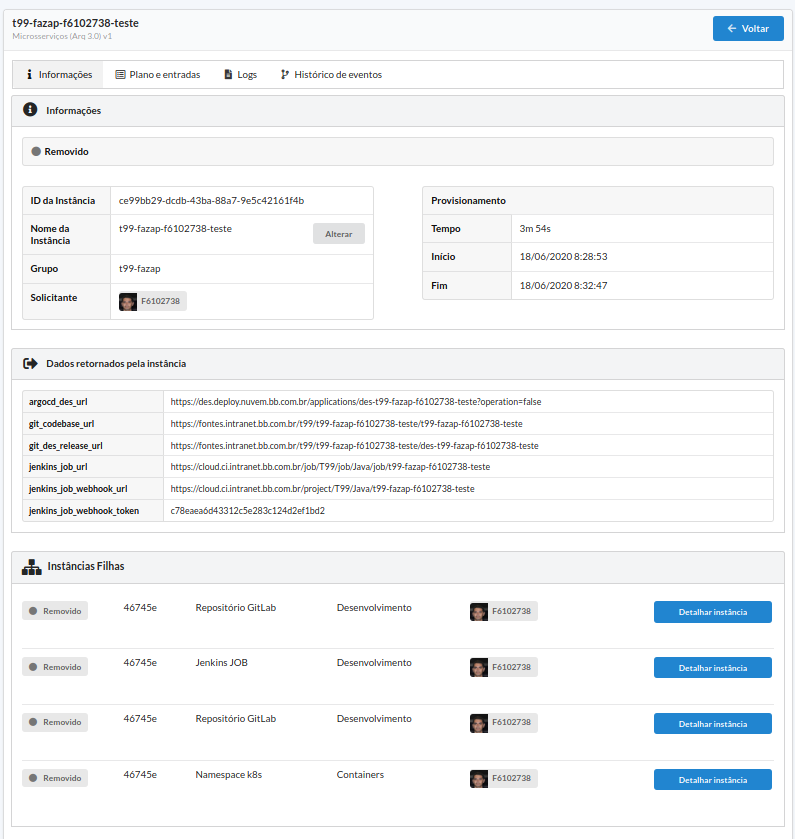 t99-fazap-f6102738-teste
Microsserviços (Arq 3.0) v1
Voltar
Informações
Plano e entradas
Logs
Histórico de eventos
Informações
Removido
ID da Instância ce99bb29-dcdb-43ba-88a7-9e5c42161f4b
Nome da Instância t99-fazap-f6102738-teste Alterar
Grupo t99-fazap
Solicitante F6102738
Provisionamento
Tempo 3m 54s
Início 18/06/2020 8:28:53
Fim 18/06/2020 8:32:47
Dados retornados pela instância
argocd_des_url https://des.deploy.nuvem.bb.com.br/applications/des-t99-fazap-f6102738-teste?operation=false
git_codebase_url https://fontes.intranet.bb.com.br/t99/t99-fazap-f6102738-teste/t99-fazap-f6102738-teste
git_des_release_url https://fontes.intranet.bb.com.br/t99/t99-fazap-f6102738-teste/des-t99-fazap-f6102738-teste
jenkins_job_url https://cloud.ci.intranet.bb.com.br/job/T99/job/Java/job/t99-fazap-f6102738-teste
jenkins_job_webhook_url https://cloud.ci.intranet.bb.com.br/project/T99/Java/t99-fazap-f6102738-teste
jenkins_job_webhook_token c78eaea6d43312c5e283c124d2ef1bd2
Instâncias Filhas
Removido 46745e Repositório GitLab Desenvolvimento F6102738 Detalhar instância
Removido 46745e Jenkins JOB Desenvolvimento F6102738 Detalhar instância
Removido 46745e Repositório GitLab Desenvolvimento F6102738 Detalhar instância
Removido 46745e Namespace k8s Containers F6102738 Detalhar instância